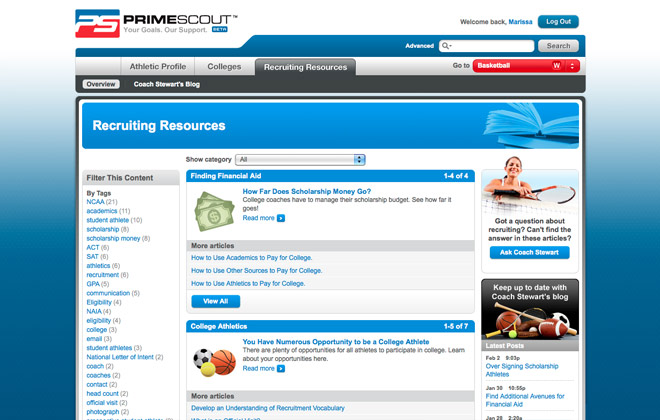 PS PRIMESCOUT™
Your Goals. Our Support. BETA
Welcome back, Marissa Log Out
Advanced Search
Athletic Profile Colleges Recruiting Resources Go to Basketball W
Overview Coach Stewart's Blog
Recruiting Resources
Show category All
Filter This Content
By Tags
NCAA (21)
academics (11)
student athlete (10)
scholarship (8)
scholarship money (8)
ACT (6)
SAT (6)
athletics (6)
recruitment (6)
GPA (5)
communication (5)
Eligibility (4)
NAIA (4)
eligibility (4)
college (3)
email (3)
student athletes (3)
National Letter of Intent (2)
coach (2)
coaches (2)
contact (2)
head count (2)
official visit (2)
photograph (2)
Finding Financial Aid 1-4 of 4
How Far Does Scholarship Money Go?
College coaches have to manage their scholarship budget. See how far it
goes!
Read more
More articles
How to Use Academics to Pay for College.
How to Use Other Sources to Pay for College.
How to Use Athletics to Pay for College.
View All
College Athletics 1-5 of 7
You Have Numerous Opportunity to be a College Athlete
There are plenty of opportunities for all athletes to participate in college. Learn
about your opportunities here.
Read more
More articles
Develop an Understanding of Recruitment Vocabulary
Got a question about
recruiting? Can't find the
answer in these articles?
Ask Coach Stewart
Keep up to date with
Coach Stewart's blog
Latest Posts
Feb 2 9:03p
Over Signing Scholarship
Athletes
Jan 30 10:55p
Find Additional Avenues for
Financial Aid
Jan 28 2:20a